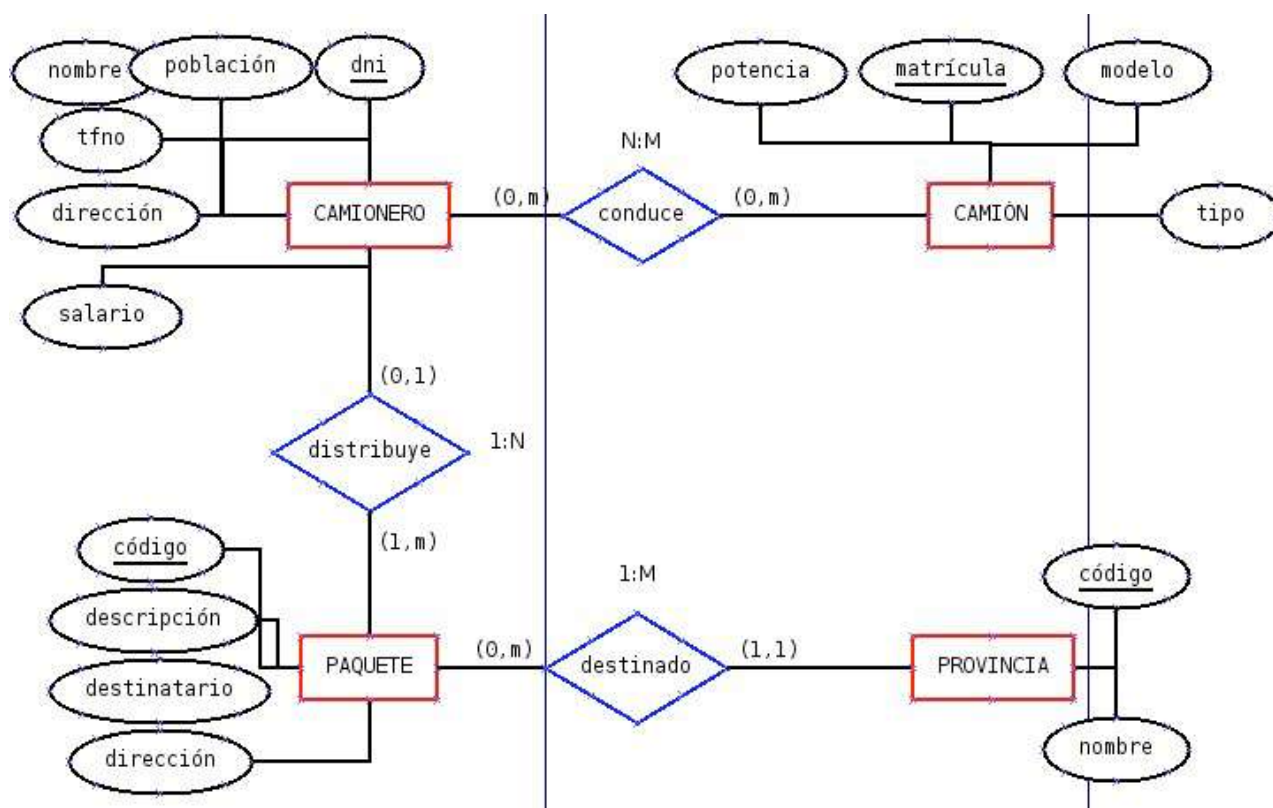 nombre
población
dni
potencia
matrícula
modelo
tfno
N:M
dirección
CAMIONERO
(0,m)
conduce
(0,m)
CAMIÓN
tipo
salario
(0,1)
distribuye
1:N
(1,m)
código
1:M
código
descripción
PAQUETE
(0,m)
destinado
(1,1)
PROVINCIA
destinatario
dirección
nombre